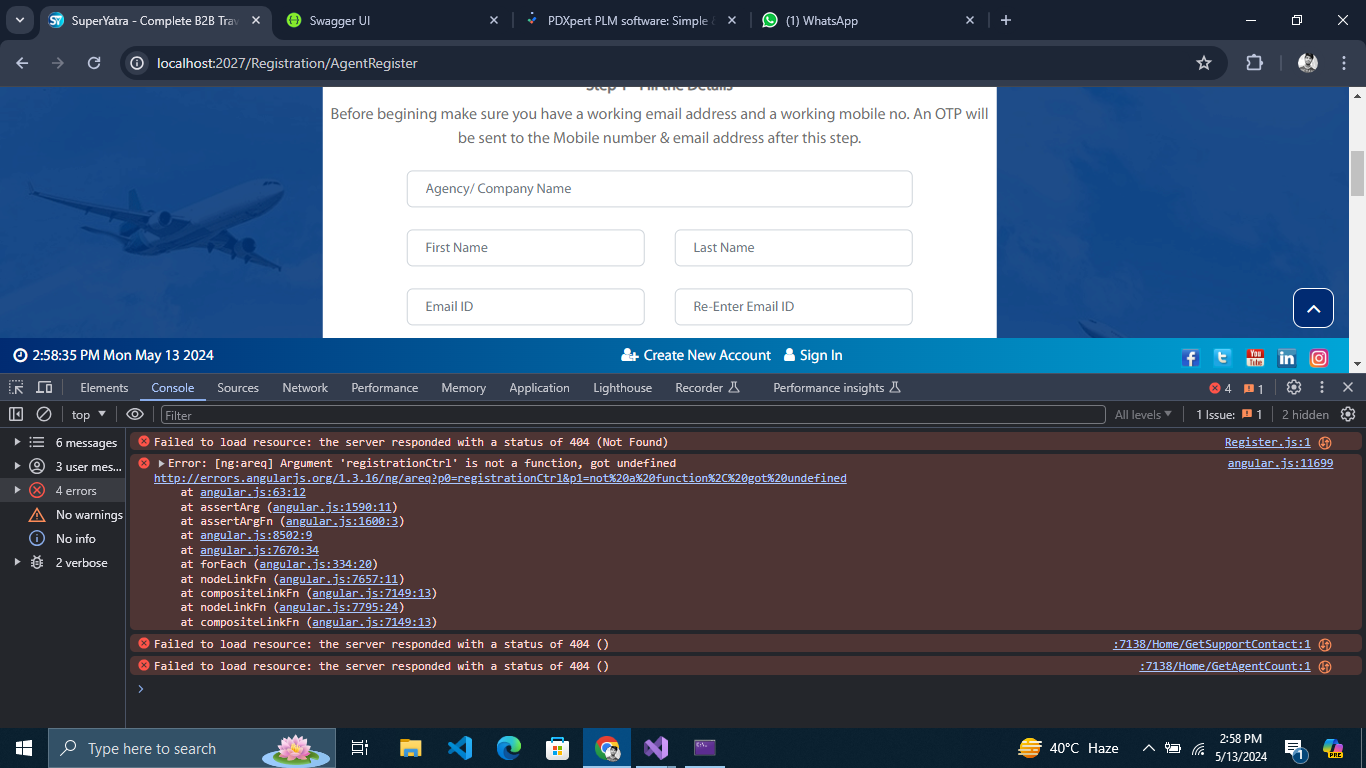 SuperYatra - Complete B2B Trav
Swagger UI
PDXpert PLM software: Simple &
(1) WhatsApp
localhost:2027/Registration/AgentRegister
Step 1 - Fill the Details
Before begining make sure you have a working email address and a working mobile no. An OTP will
be sent to the Mobile number & email address after this step.
Agency/ Company Name
First Name
Last Name
Email ID
Re-Enter Email ID
2:58:35 PM Mon May 13 2024
Create New Account
Sign In
You Tube
Elements
Console
Sources
Network
Performance
Memory
Application
Lighthouse
Recorder
Performance insights
4
1
top
Filter
All levels
1 Issue:
1
2 hidden
6 messages
3 user mes...
4 errors
No warnings
No info
2 verbose
Failed to load resource: the server responded with a status of 404 (Not Found)
Register.js:1
Error: [ng:areq] Argument 'registrationCtrl' is not a function, got undefined
angular.js:11699
http://errors.angularjs.org/1.3.16/ng/areq?p0=registrationCtrl&p1=not%20a%20function%2C%20got%20undefined
at angular.js:63:12
at assertArg (angular.js:1590:11)
at assertArgFn (angular.js:1600:3)
at angular.js:8502:9
at angular.js:7670:34
at forEach (angular.js:334:20)
at nodeLinkFn (angular.js:7657:11)
at compositeLinkFn (angular.js:7149:13)
at nodeLinkFn (angular.js:7795:24)
at compositeLinkFn (angular.js:7149:13)
Failed to load resource: the server responded with a status of 404 ()
:7138/Home/GetSupportContact:1
Failed to load resource: the server responded with a status of 404 ()
:7138/Home/GetAgentCount:1
Type here to search
40°C Haze
2:58 PM
5/13/2024
1
PRE